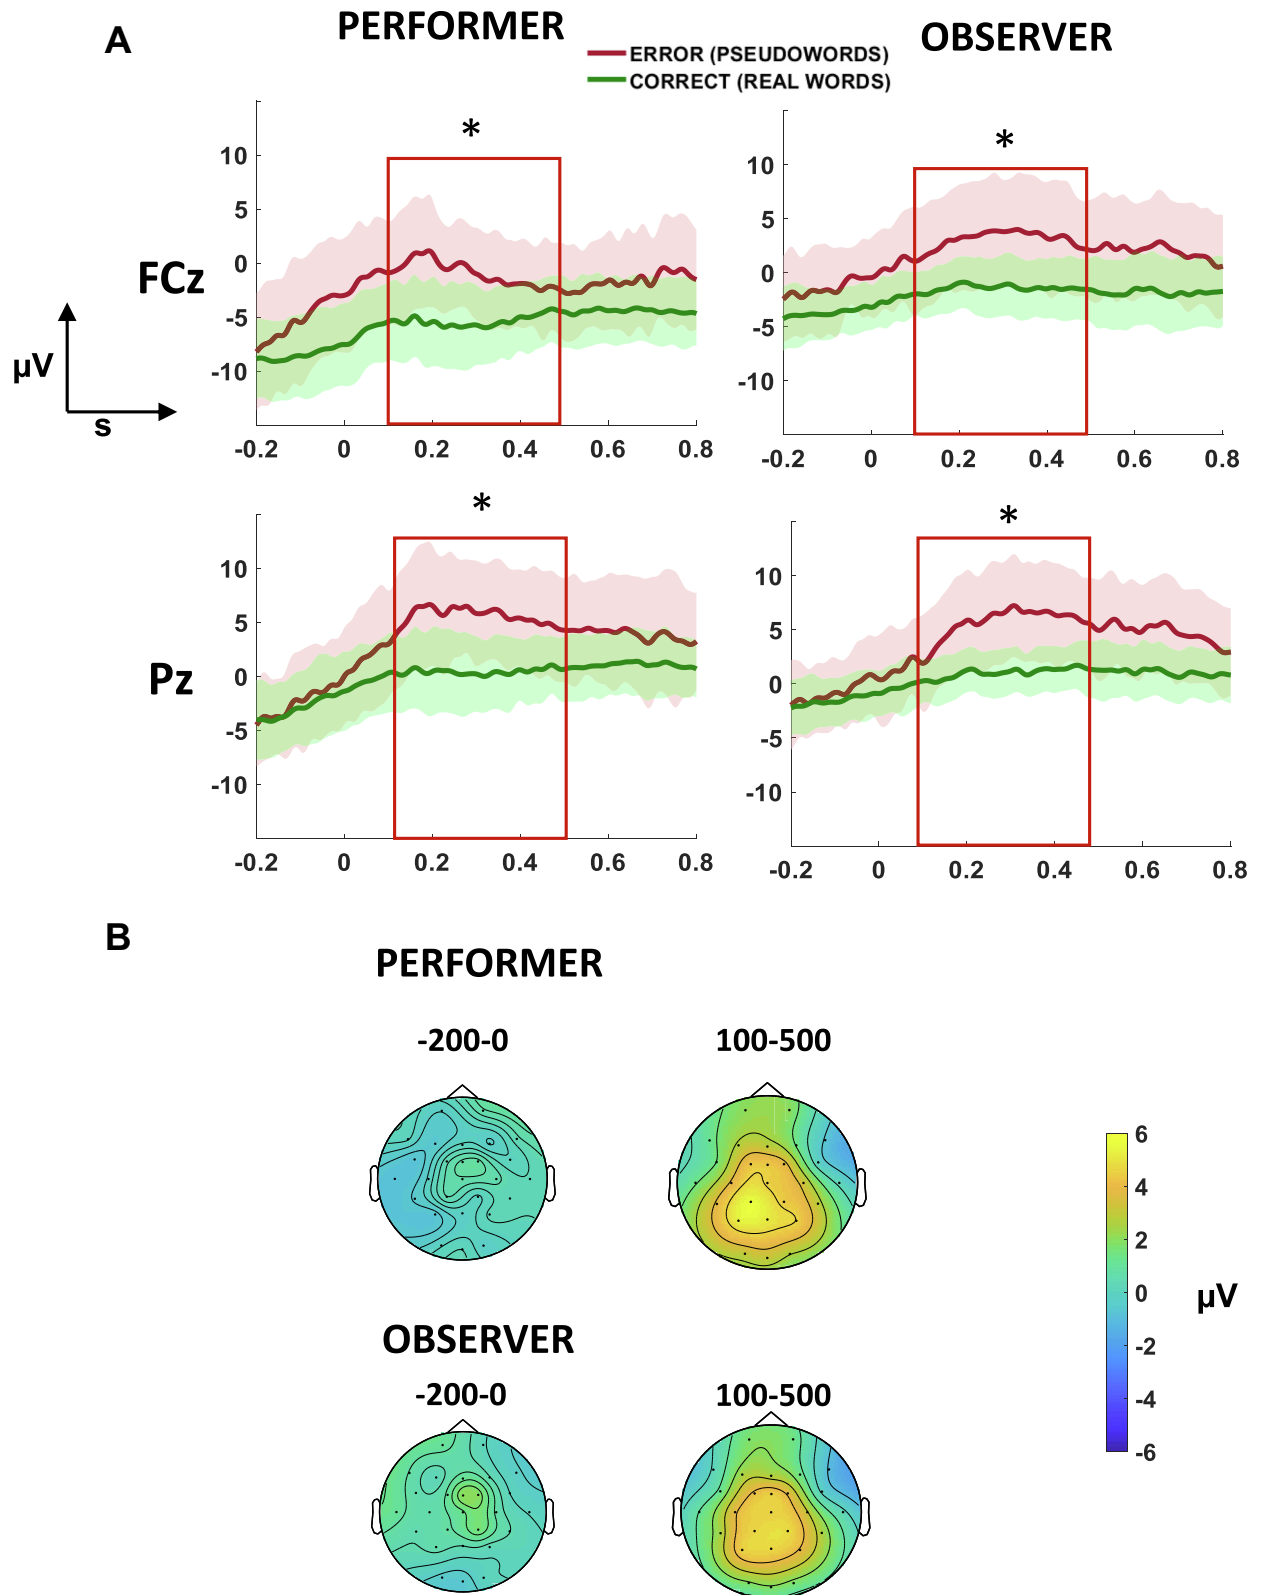 A
PERFORMER
OBSERVER
ERROR (PSEUDOWORDS)
CORRECT (REAL WORDS)
FCz
µV
s
*
10
5
0
-5
-10
-0.2 0 0.2 0.4 0.6 0.8
*
10
5
0
-5
-10
-0.2 0 0.2 0.4 0.6 0.8
Pz
*
10
5
0
-5
-10
-0.2 0 0.2 0.4 0.6 0.8
*
10
5
0
-5
-10
-0.2 0 0.2 0.4 0.6 0.8
B
PERFORMER
-200-0 100-500
OBSERVER
-200-0 100-500
6
4
2
0
-2
-4
-6
µV